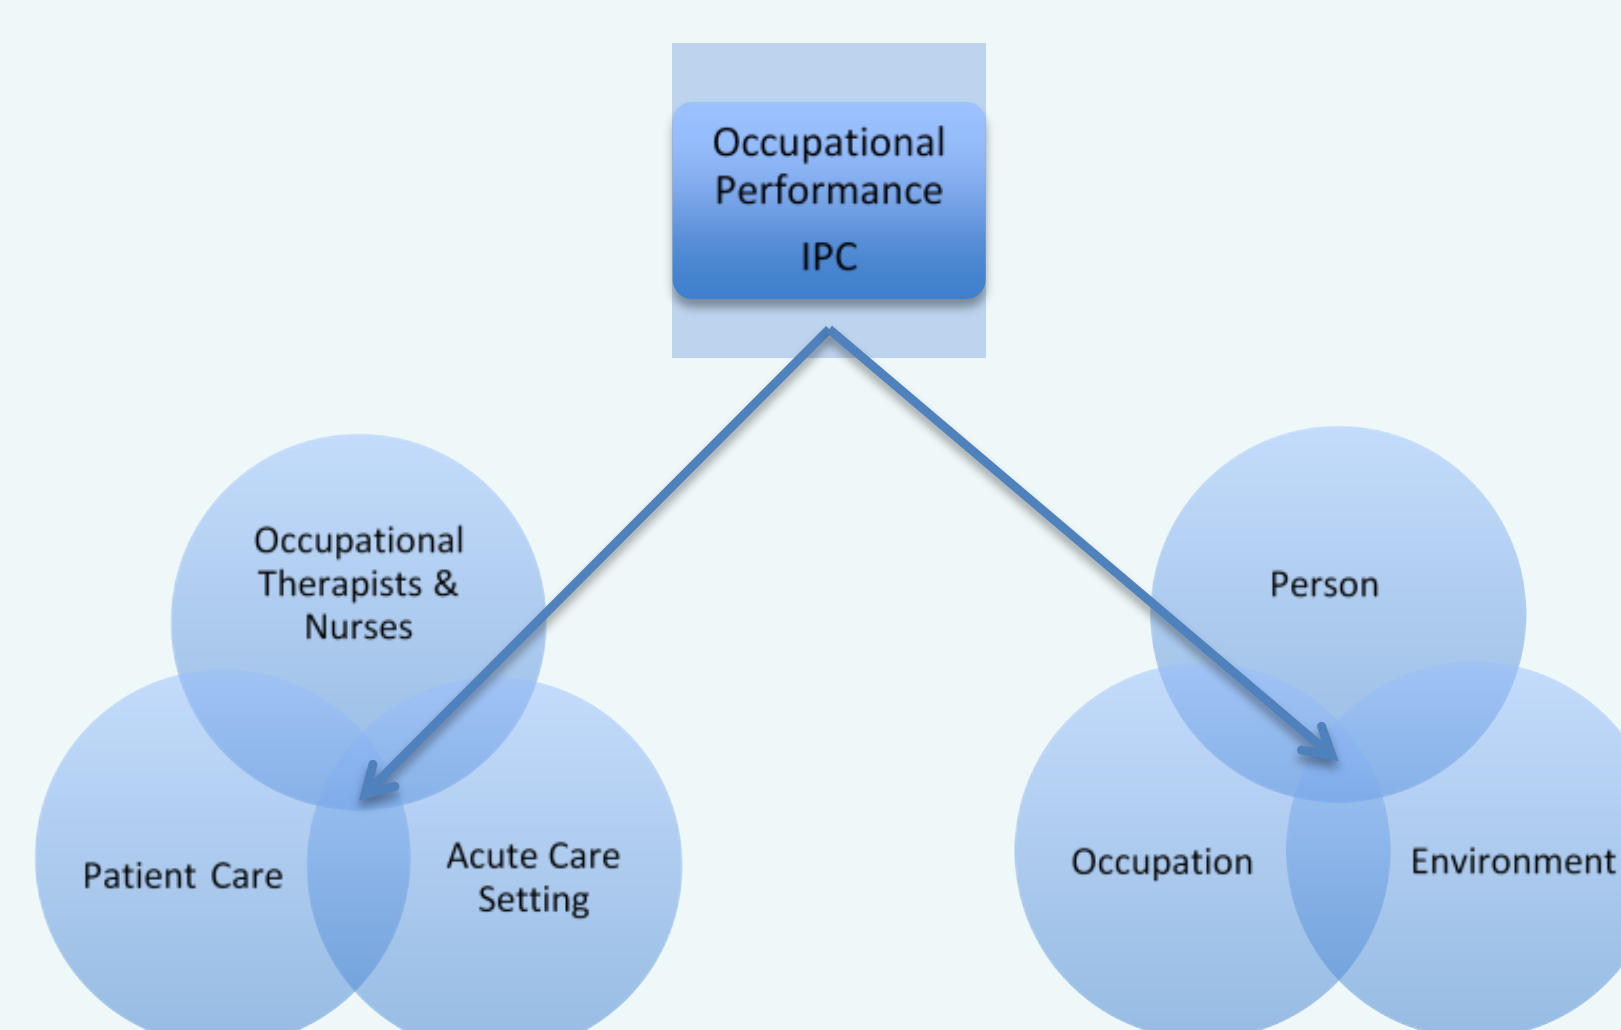 Occupational
Performance
IPC
Occupational
Therapists &
Nurses
Patient Care
Acute Care
Setting
Person
Occupation
Environment